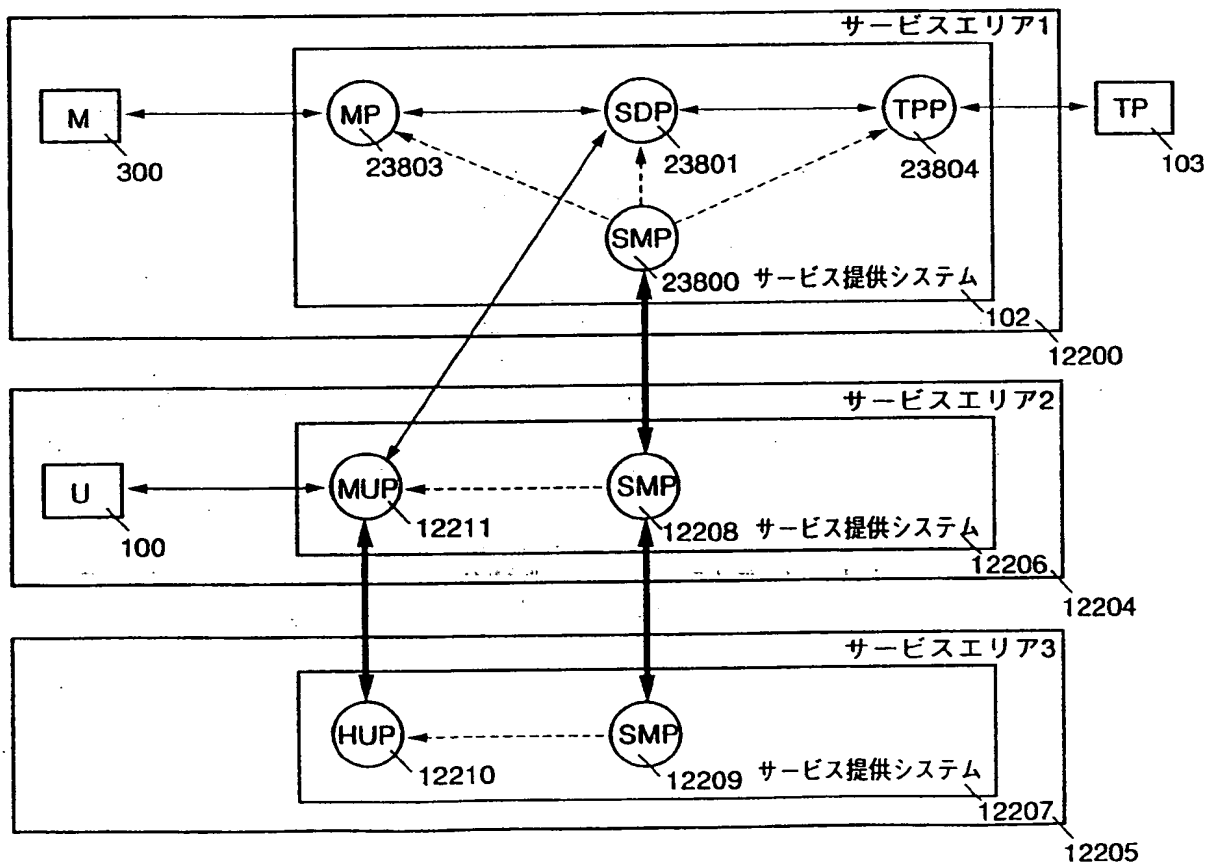 サービスエリア1
M
300
MP
23803
SDP
23801
TPP
23804
TP
103
SMP
23800
サービス提供システム
102
12200
サービスエリア2
U
100
MUP
12211
SMP
12208
サービス提供システム
12206
12204
サービスエリア3
HUP
12210
SMP
12209
サービス提供システム
12207
12205